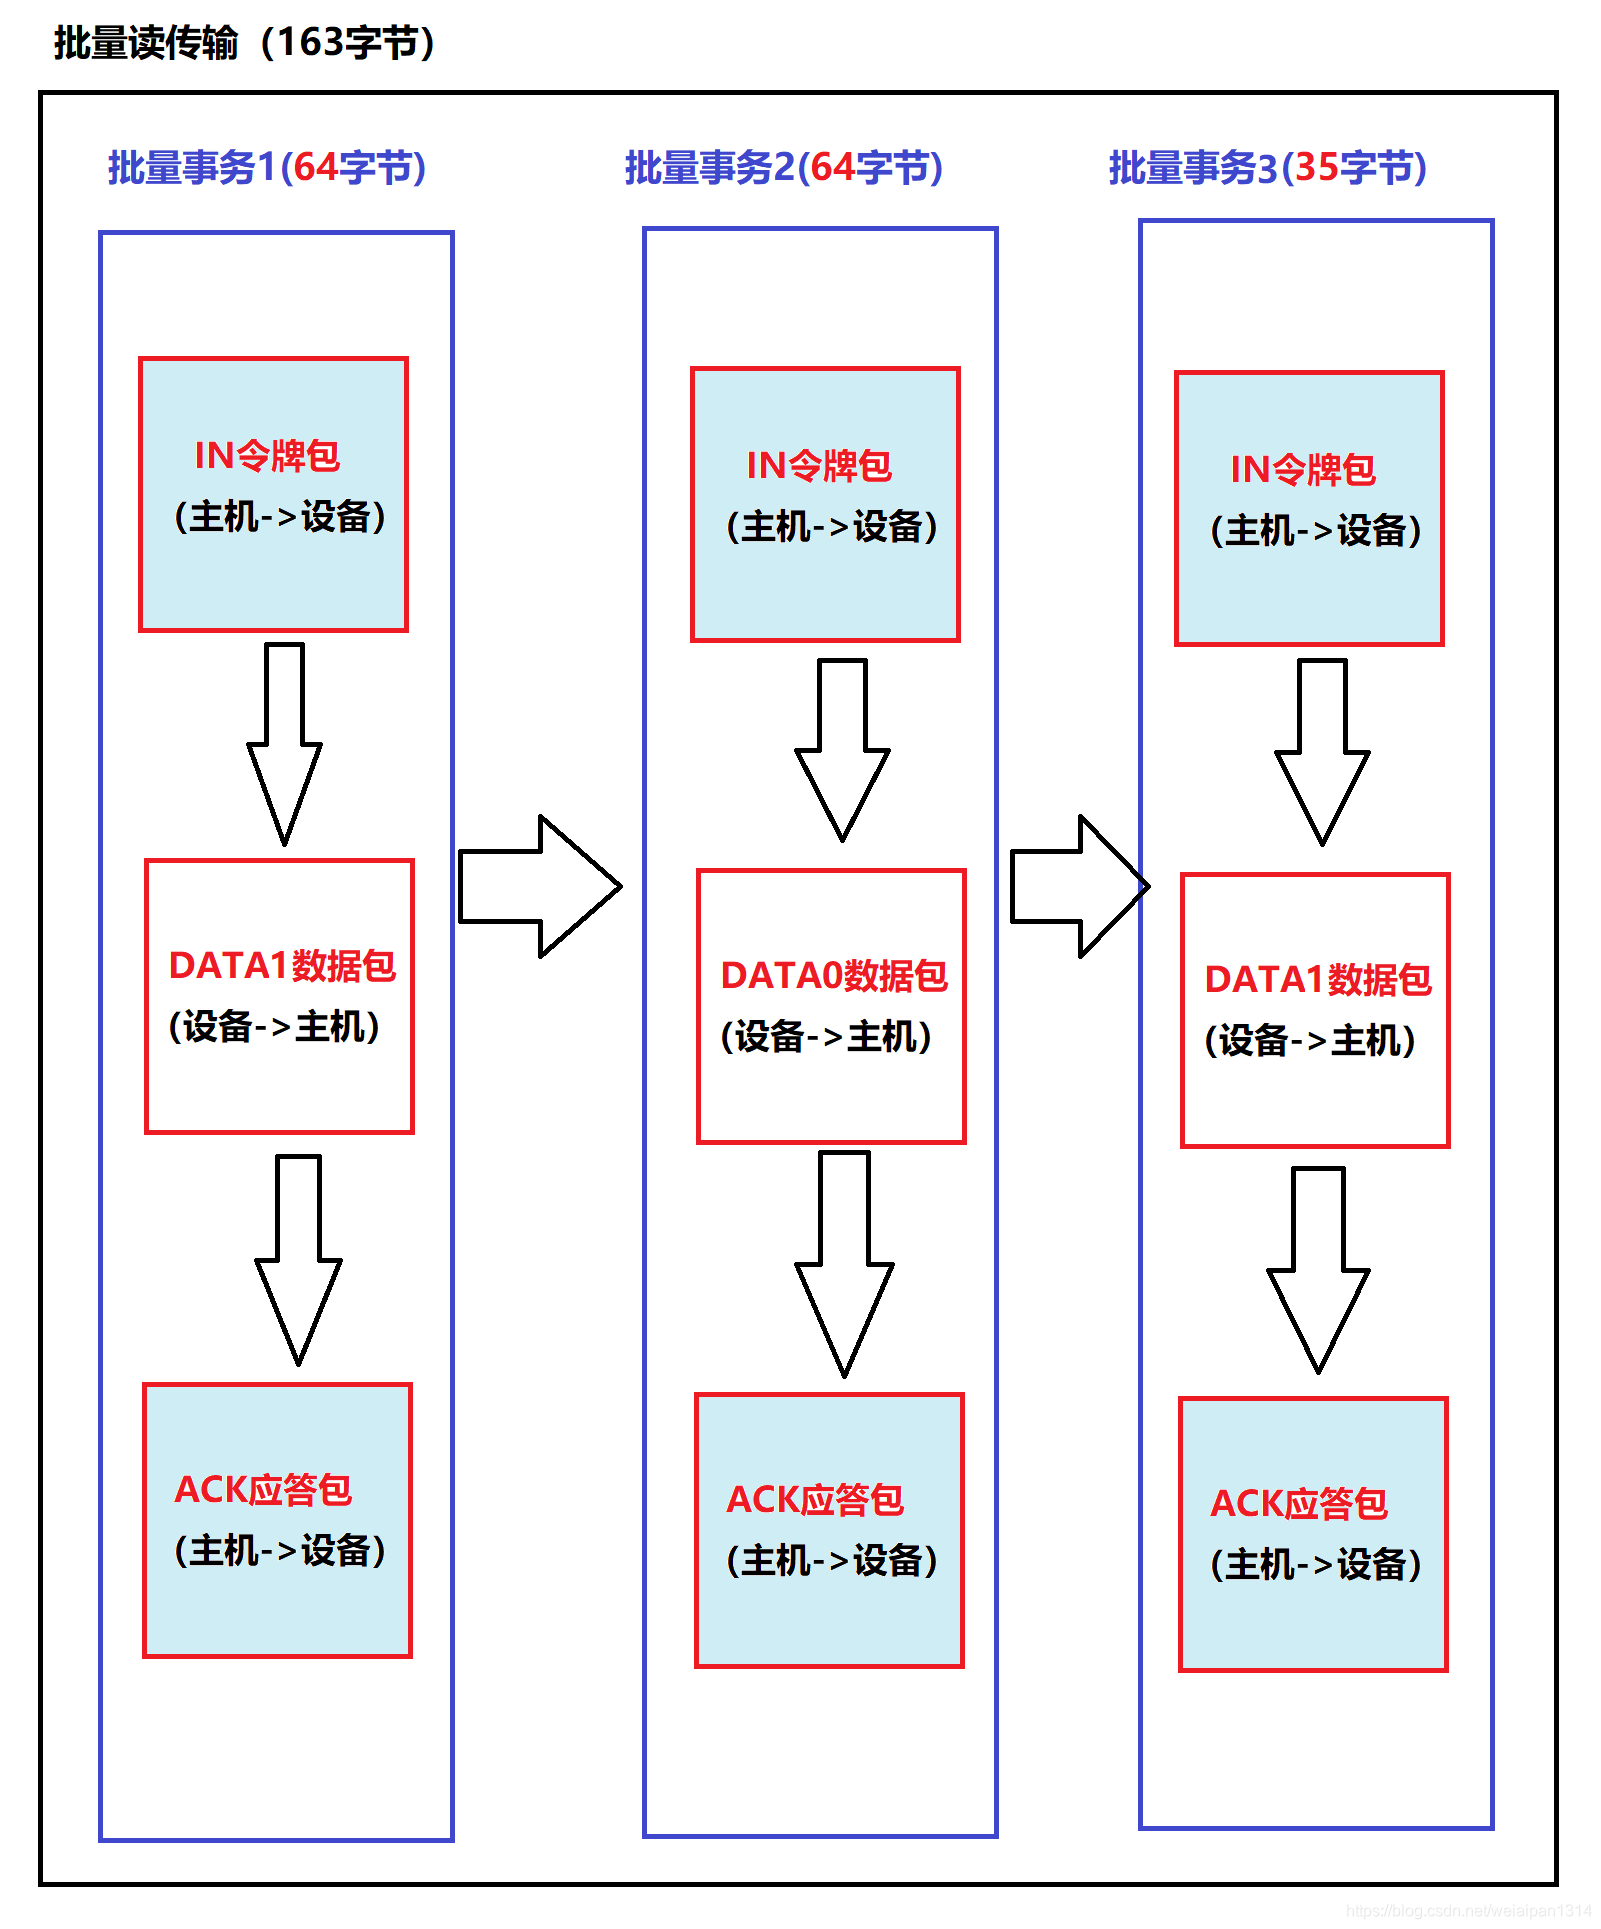 批量读传输（163字节）
批量事务1(64字节)
IN令牌包
(主机->设备)
DATA1数据包
(设备->主机)
ACK应答包
(主机->设备)
批量事务2(64字节)
IN令牌包
(主机->设备)
DATA0数据包
(设备->主机)
ACK应答包
(主机->设备)
批量事务3(35字节)
IN令牌包
(主机->设备)
DATA1数据包
(设备->主机)
ACK应答包
(主机->设备)
https://blog.csdn.net/weiaipan1314